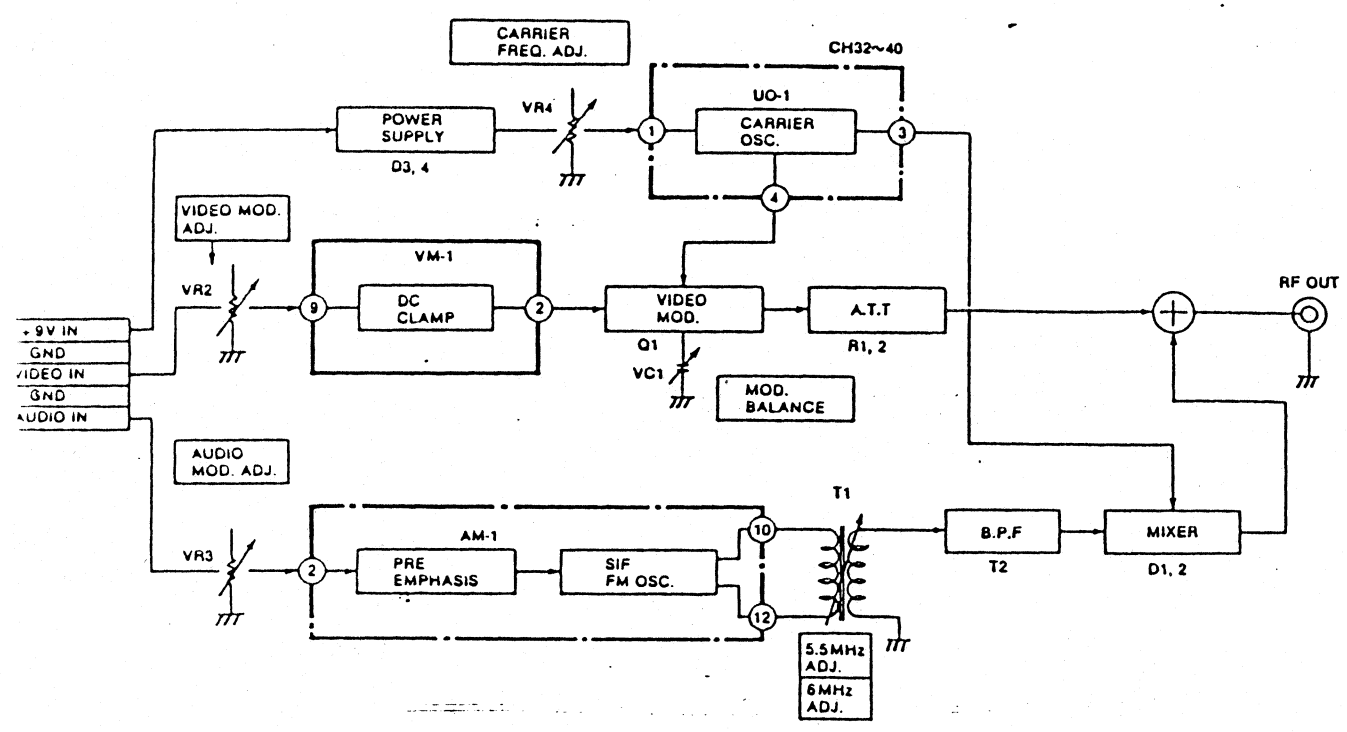 CARRIER
FREQ. ADJ.
CH32~40
VR4
UO-1
POWER
SUPPLY
1
CARRIER
OSC.
3
D3, 4
4
VIDEO MOD.
ADJ.
VM-1
VR2
9
DC
CLAMP
2
VIDEO
MOD.
A.T.T
RF OUT
+ 9V IN
GND
VIDEO IN
GND
AUDIO IN
Q1
R1, 2
VC1
MOD.
BALANCE
AUDIO
MOD. ADJ.
T1
10
AM-1
VR3
2
PRE
EMPHASIS
SIF
FM OSC.
B.P.F
MIXER
T2
D1, 2
12
5.5MHz
ADJ.
6MHz
ADJ.